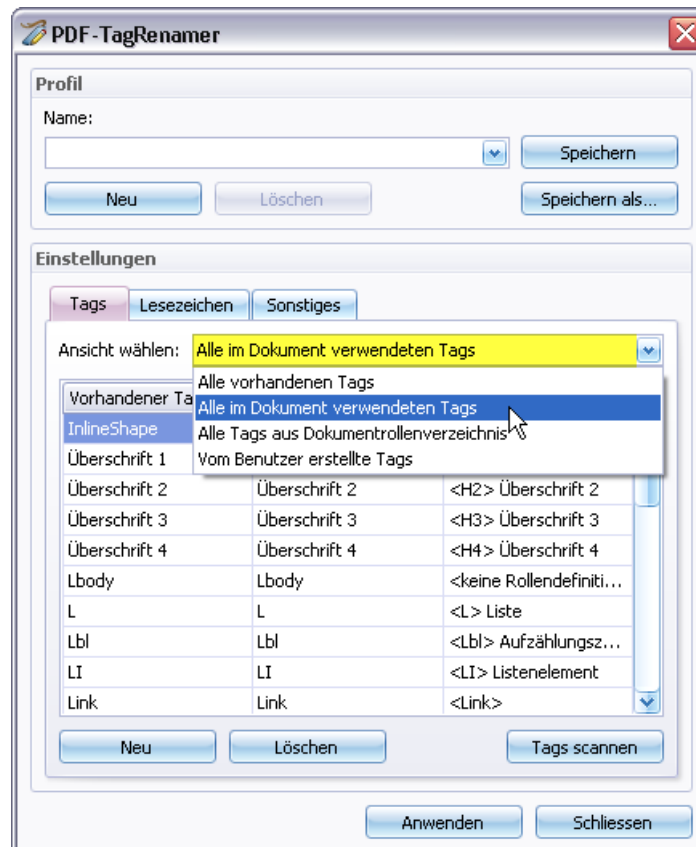 PDF-TagRenamer
Profil
Name:
Speichern
Neu Löschen Speichern als...
Einstellungen
Tags Lesezeichen Sonstiges
Ansicht wählen: Alle im Dokument verwendeten Tags
Alle vorhandenen Tags
Alle im Dokument verwendeten Tags
Alle Tags aus Dokumentrollenverzeichnis
Vom Benutzer erstellte Tags
Vorhandener Ta
InlineShape
Überschrift 1
Überschrift 2 Überschrift 2 <H2> Überschrift 2
Überschrift 3 Überschrift 3 <H3> Überschrift 3
Überschrift 4 Überschrift 4 <H4> Überschrift 4
Lbody Lbody <keine Rollendefiniti...
L L <L> Liste
Lbl Lbl <Lbl> Aufzählungsz...
LI LI <LI> Listenelement
Link Link <Link>
Neu Löschen Tags scannen
Anwenden Schliessen